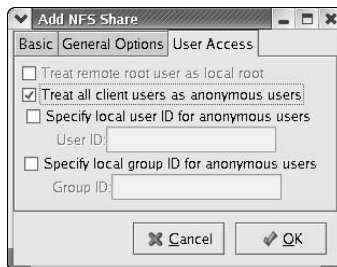 Add NFS Share
Basic General Options User Access
Treat remote root user as local root
Treat all client users as anonymous users
Specify local user ID for anonymous users
User ID:
Specify local group ID for anonymous users
Group ID:
Cancel OK